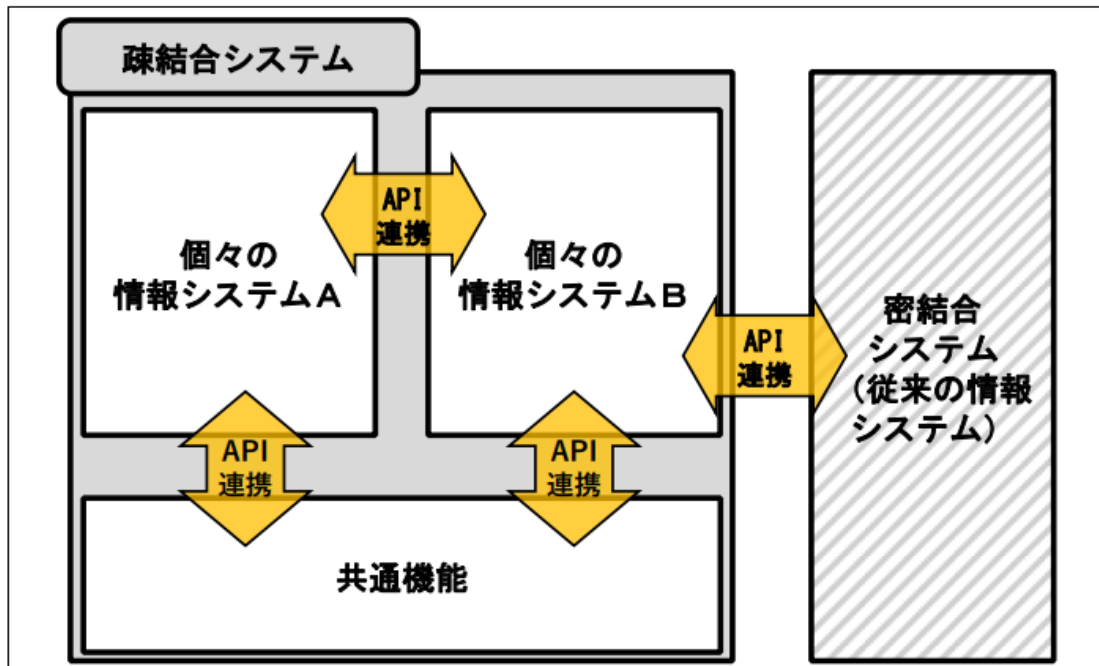 疎結合システム
API
連携
個々の
情報システムA
個々の
情報システムB
API
連携
密結合
システム
(従来の情報
システム)
API
連携
API
連携
共通機能